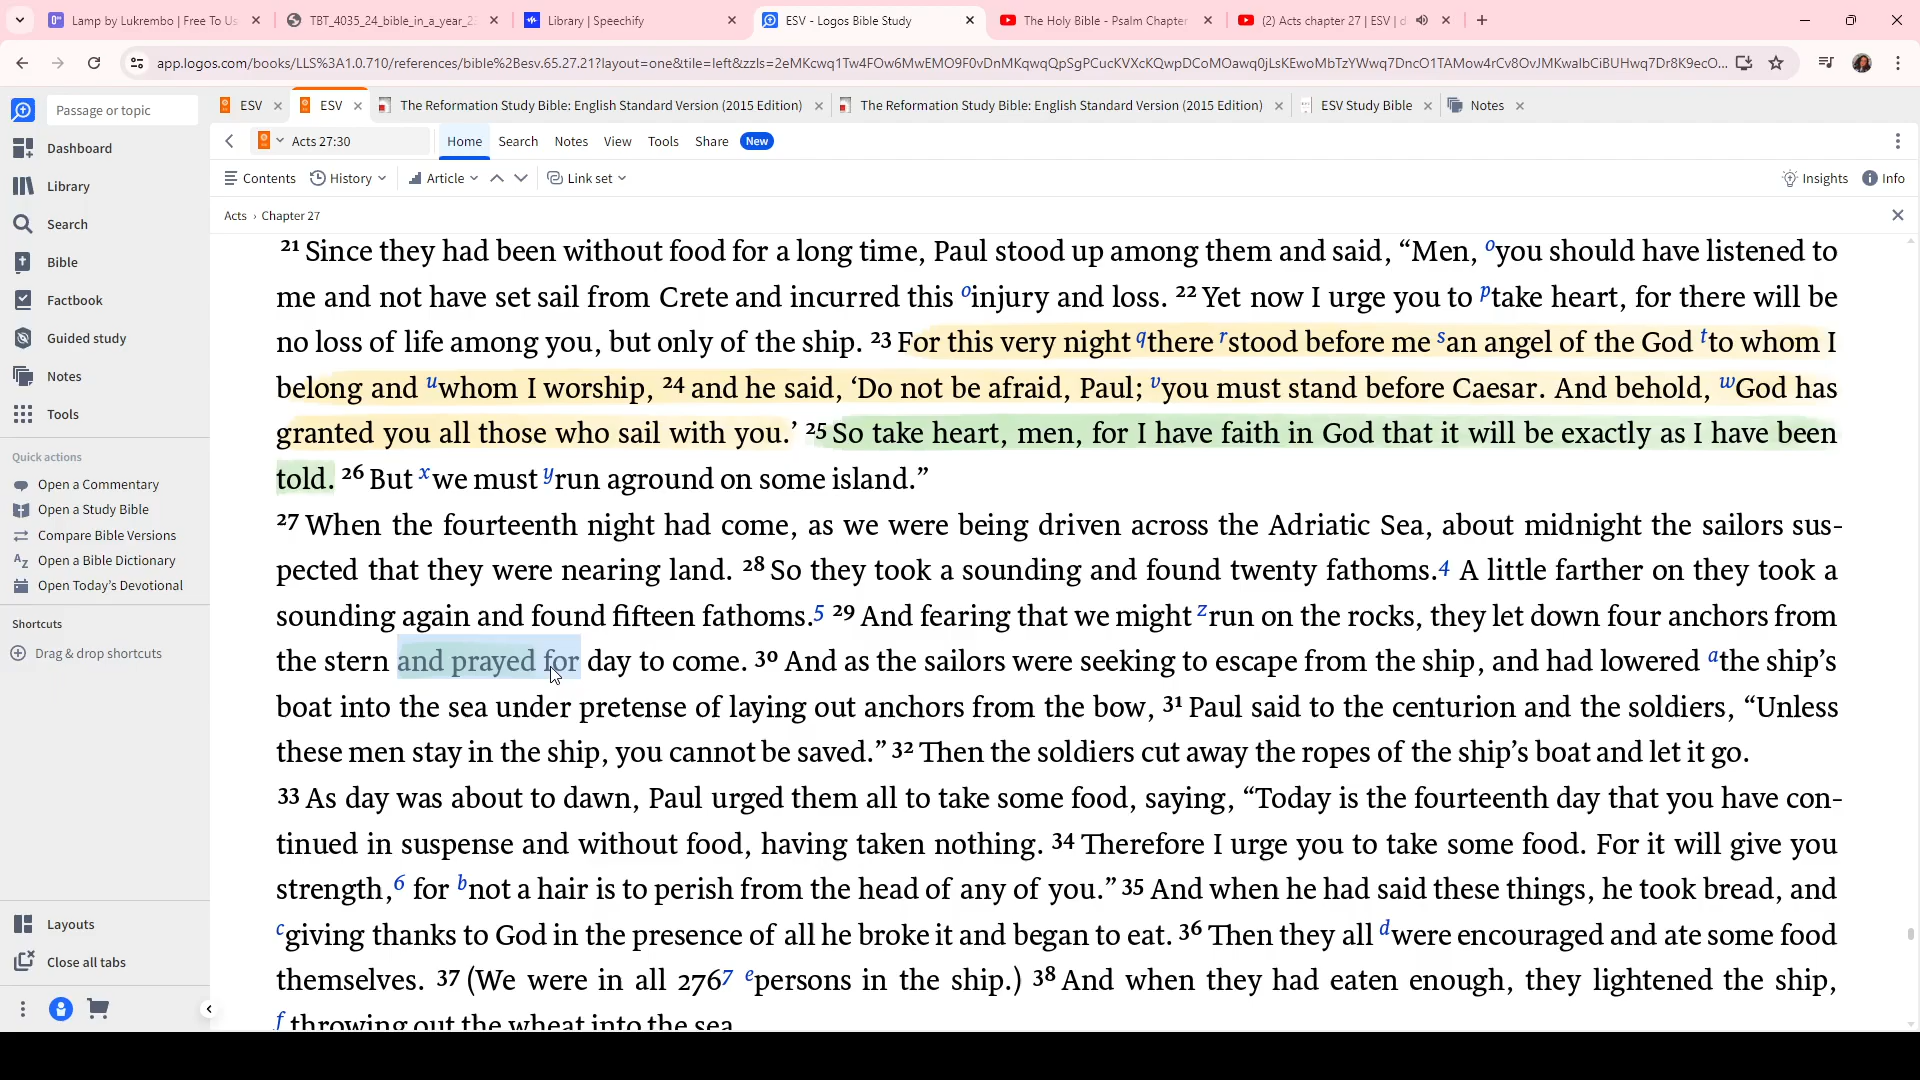 Lamp by Lukrembo | Free To Us
TBT_4035_24_bible_in_a_year_2
Library | Speechify
ESV - Logos Bible Study
The Holy Bible - Psalm Chapter
(2) Acts chapter 27 | ESV | d
app.logos.com/books/LLS%3A1.0.710/references/bible%2Besv.65.27.21?layout=one&tile=left&zzls=2eMKcwq1Tw4FOw6MwEMO9F0vDnMKqwqQpSgPCucKVXcKQwpDCoMOawq0jLsKEwoMbTzYWwq7DncO1TAMow4rCv8OvJMKwaIbCiBUHwq7Dr8K9ecO...
Passage or topic
ESV
ESV
The Reformation Study Bible: English Standard Version (2015 Edition)
The Reformation Study Bible: English Standard Version (2015 Edition)
ESV Study Bible
Notes
Acts 27:30
Home
Search
Notes
View
Tools
Share
New
Contents
History
Article
Link set
Insights
Info
Acts › Chapter 27
Dashboard
Library
Search
Bible
Factbook
Guided study
Notes
Tools
Quick actions
Open a Commentary
Open a Study Bible
Compare Bible Versions
Open a Bible Dictionary
Open Today’s Devotional
Shortcuts
Drag & drop shortcuts
Layouts
Close all tabs
21 Since they had been without food for a long time, Paul stood up among them and said, “Men, oyou should have listened to
me and not have set sail from Crete and incurred this oinjury and loss. 22 Yet now I urge you to ptake heart, for there will be
no loss of life among you, but only of the ship. 23 For this very night qthere rstood before me san angel of the God tto whom I
belong and uwhom I worship, 24 and he said, ‘Do not be afraid, Paul; vyou must stand before Caesar. And behold, wGod has
granted you all those who sail with you.’ 25 So take heart, men, for I have faith in God that it will be exactly as I have been
told. 26 But xwe must yrun aground on some island.”
27 When the fourteenth night had come, as we were being driven across the Adriatic Sea, about midnight the sailors sus-
pected that they were nearing land. 28 So they took a sounding and found twenty fathoms.4 A little farther on they took a
sounding again and found fifteen fathoms.5 29 And fearing that we might zrun on the rocks, they let down four anchors from
the stern and prayed for day to come. 30 And as the sailors were seeking to escape from the ship, and had lowered athe ship’s
boat into the sea under pretense of laying out anchors from the bow, 31 Paul said to the centurion and the soldiers, “Unless
these men stay in the ship, you cannot be saved.” 32 Then the soldiers cut away the ropes of the ship’s boat and let it go.
33 As day was about to dawn, Paul urged them all to take some food, saying, “Today is the fourteenth day that you have con-
tinued in suspense and without food, having taken nothing. 34 Therefore I urge you to take some food. For it will give you
strength,6 for bnot a hair is to perish from the head of any of you.” 35 And when he had said these things, he took bread, and
cgiving thanks to God in the presence of all he broke it and began to eat. 36 Then they all dwere encouraged and ate some food
themselves. 37 (We were in all 2767 epersons in the ship.) 38 And when they had eaten enough, they lightened the ship,
fthrowing out the wheat into the sea.